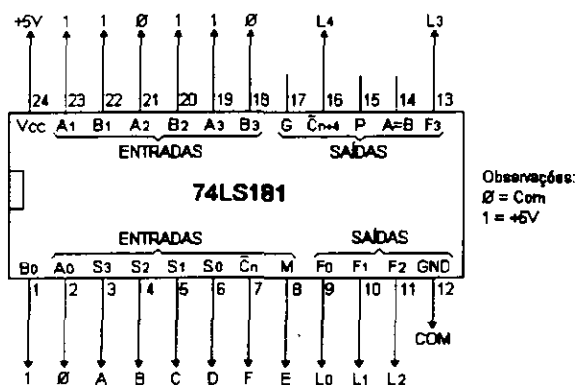 +5V 1 1 Ø 1 1 Ø L4 L3
24 23 22 21 20 19 18 17 16 15 14 13
Vcc A1 B1 A2 B2 A3 B3 G C̄n+4 P A=B F3
ENTRADAS SAÍDAS
74LS181
Observações:
Ø = Com
1 = +5V
ENTRADAS SAÍDAS
B0 A0 S3 S2 S1 S0 C̄n M F0 F1 F2 GND
1 2 3 4 5 6 7 8 9 10 11 12
COM
1 Ø A B C D F E L0 L1 L2